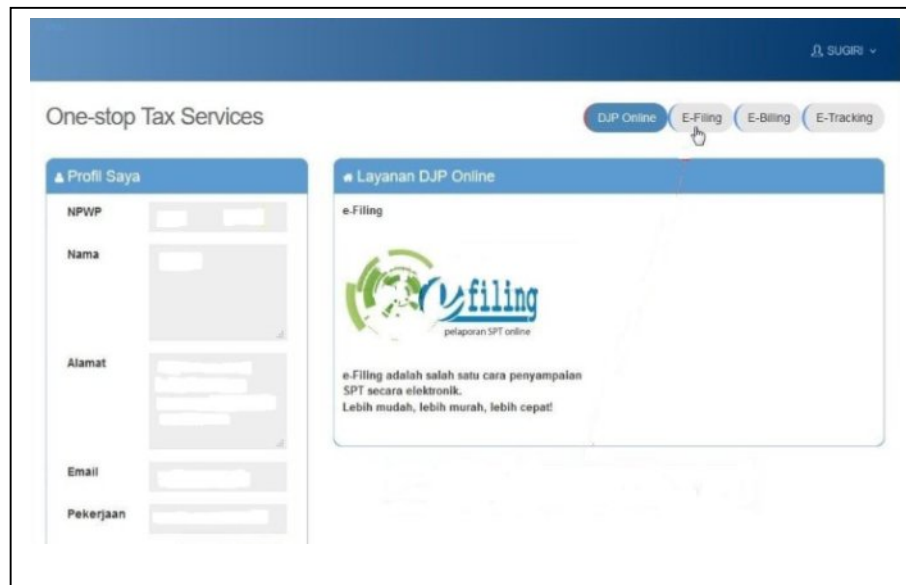 SUGIRI
One-stop Tax Services
DJP Online E-Filing E-Billing E-Tracking
Profil Saya
NPWP
Nama
Alamat
Email
Pekerjaan
Layanan DJP Online
e-Filing
efiling
pelaporan SPT online
e-Filing adalah salah satu cara penyampaian
SPT secara elektronik.
Lebih mudah, lebih murah, lebih cepat!